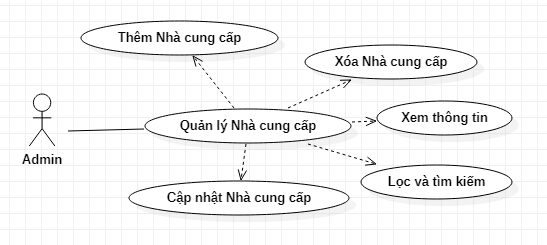 Thêm Nhà cung cấp
Xóa Nhà cung cấp
Quản lý Nhà cung cấp
Xem thông tin
Admin
Lọc và tìm kiếm
Cập nhật Nhà cung cấp